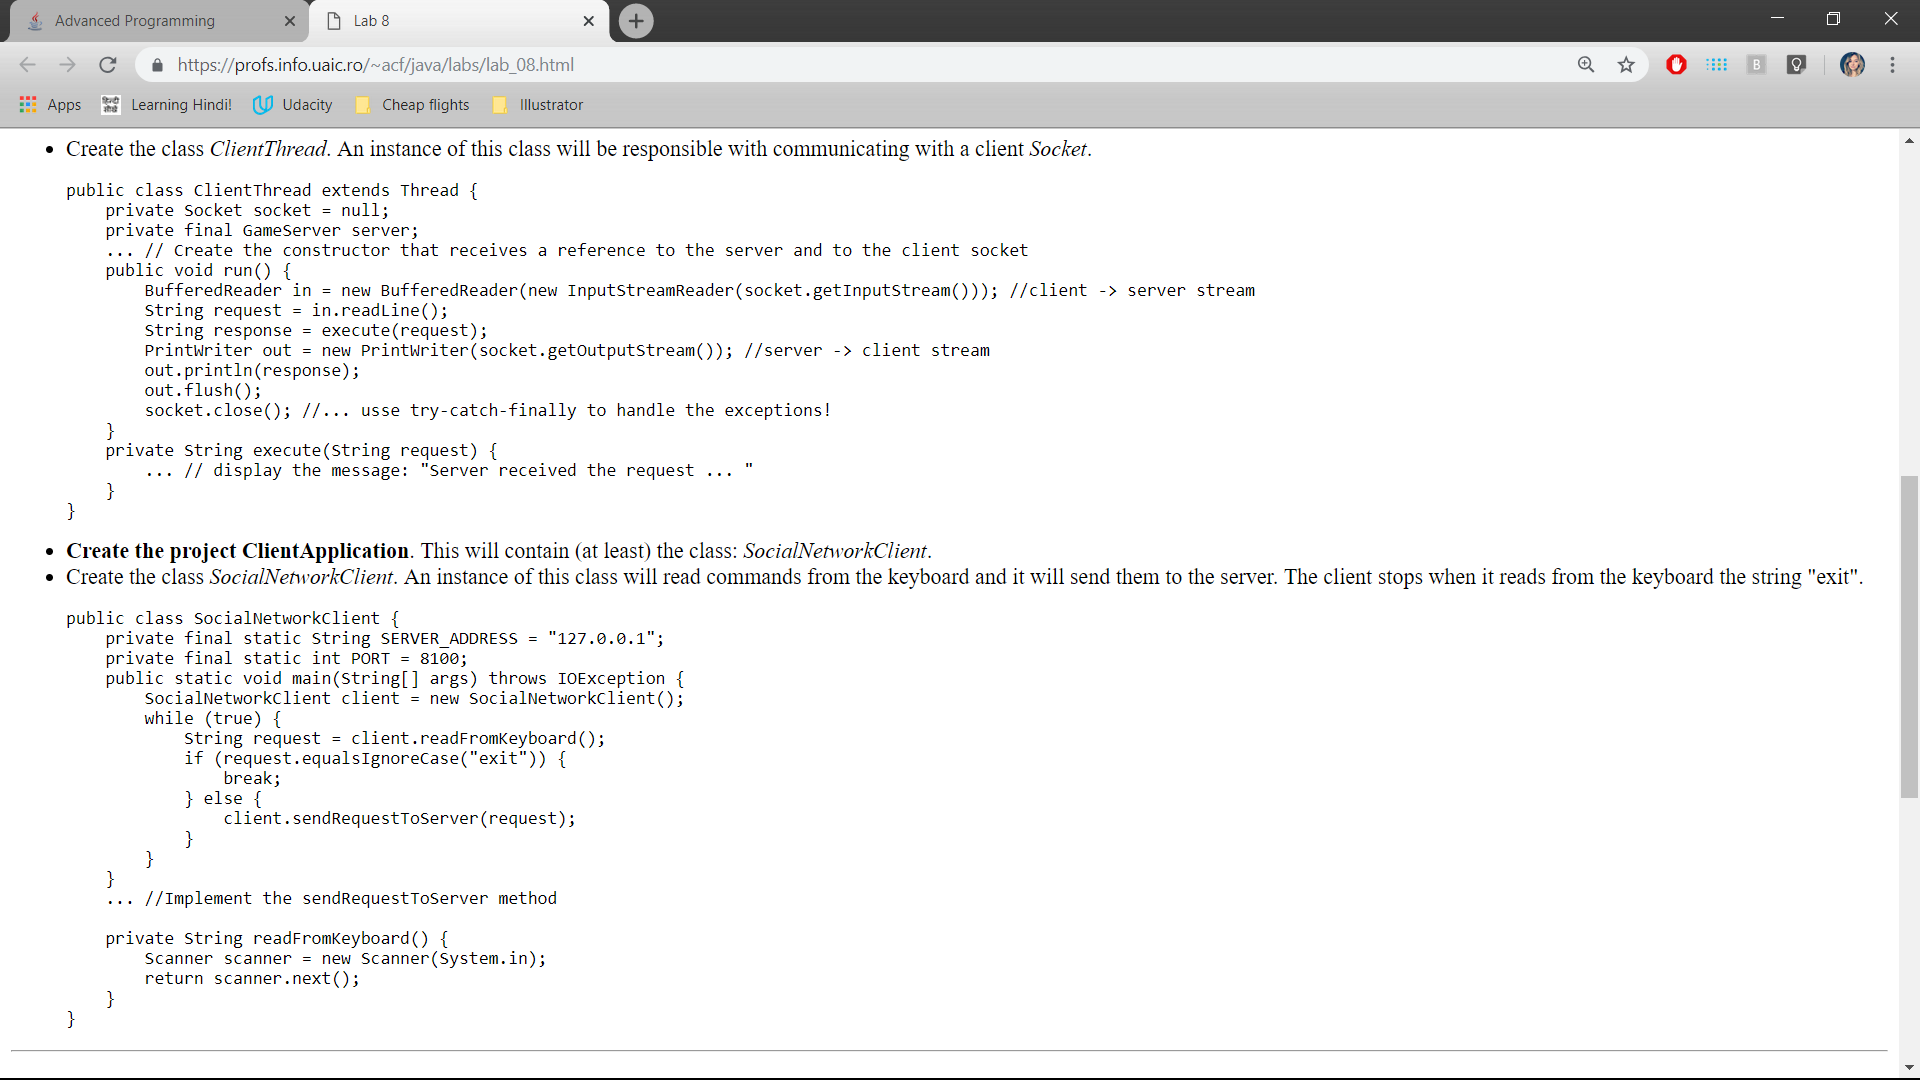 Advanced Programming
Lab 8
https://profs.info.uaic.ro/~acf/java/labs/lab_08.html
B
Apps
Learning Hindi!
Udacity
Cheap flights
Illustrator
• Create the class ClientThread. An instance of this class will be responsible with communicating with a client Socket.
public class ClientThread extends Thread {
    private Socket socket = null;
    private final GameServer server;
    ... // Create the constructor that receives a reference to the server and to the client socket
    public void run() {
        BufferedReader in = new BufferedReader(new InputStreamReader(socket.getInputStream())); //client -> server stream
        String request = in.readLine();
        String response = execute(request);
        PrintWriter out = new PrintWriter(socket.getOutputStream()); //server -> client stream
        out.println(response);
        out.flush();
        socket.close(); //... usse try-catch-finally to handle the exceptions!
    }
    private String execute(String request) {
        ... // display the message: "Server received the request ... "
    }
}
• Create the project ClientApplication. This will contain (at least) the class: SocialNetworkClient.
• Create the class SocialNetworkClient. An instance of this class will read commands from the keyboard and it will send them to the server. The client stops when it reads from the keyboard the string "exit".
public class SocialNetworkClient {
    private final static String SERVER_ADDRESS = "127.0.0.1";
    private final static int PORT = 8100;
    public static void main(String[] args) throws IOException {
        SocialNetworkClient client = new SocialNetworkClient();
        while (true) {
            String request = client.readFromKeyboard();
            if (request.equalsIgnoreCase("exit")) {
                break;
            } else {
                client.sendRequestToServer(request);
            }
        }
    }
    ... //Implement the sendRequestToServer method
    private String readFromKeyboard() {
        Scanner scanner = new Scanner(System.in);
        return scanner.next();
    }
}